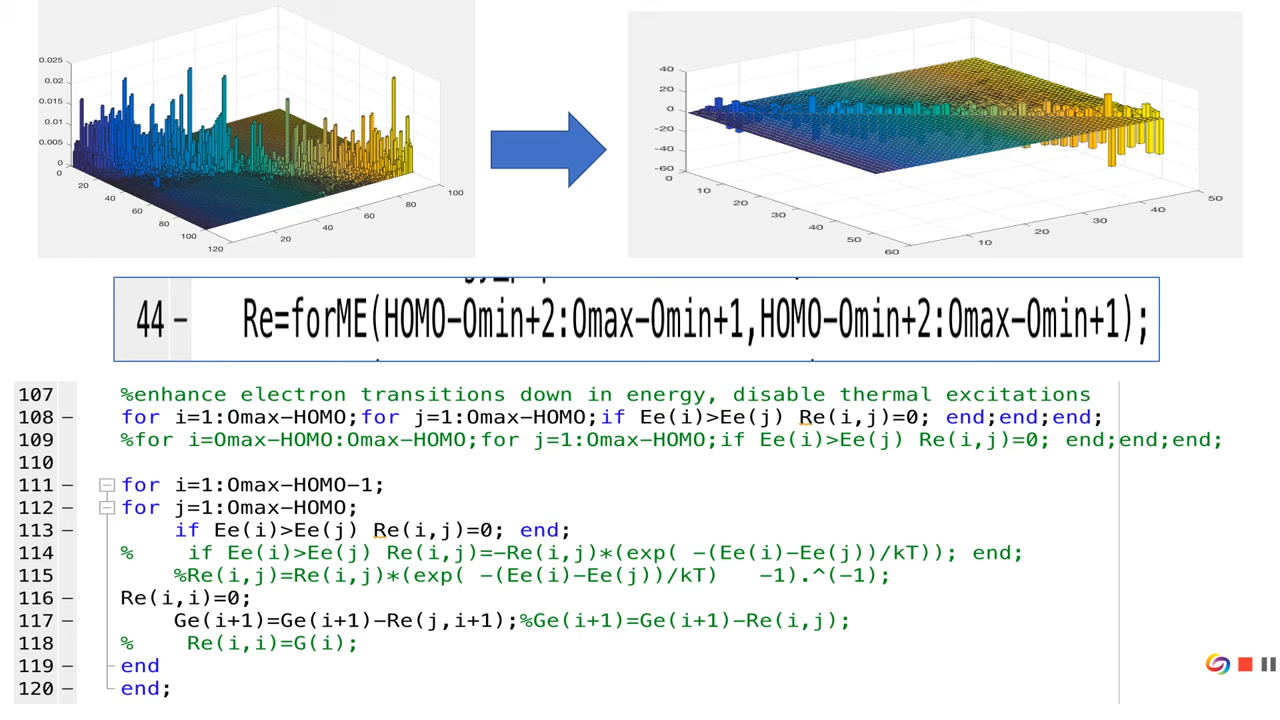 0.025
0.02
0.015
0.01
0.005
0
0
20
40
60
80
100
120
20
40
60
80
100
40
20
0
-20
-40
-60
0
10
20
30
40
50
60
10
20
30
40
50
44 - Re=forME(HOMO-Omin+2:Omax-Omin+1,HOMO-Omin+2:Omax-Omin+1);
107 %enhance electron transitions down in energy, disable thermal excitations
108 - for i=1:Omax-HOMO;for j=1:Omax-HOMO;if Ee(i)>Ee(j) Re(i,j)=0; end;end;end;
109 %for i=Omax-HOMO:Omax-HOMO;for j=1:Omax-HOMO;if Ee(i)>Ee(j) Re(i,j)=0; end;end;end;
110
111 - for i=1:Omax-HOMO-1;
112 - for j=1:Omax-HOMO;
113 - if Ee(i)>Ee(j) Re(i,j)=0; end;
114 % if Ee(i)>Ee(j) Re(i,j)=-Re(i,j)*(exp( -(Ee(i)-Ee(j))/kT)); end;
115 %Re(i,j)=Re(i,j)*(exp( -(Ee(i)-Ee(j))/kT) -1).^(-1);
116 - Re(i,i)=0;
117 - Ge(i+1)=Ge(i+1)-Re(j,i+1);%Ge(i+1)=Ge(i+1)-Re(i,j);
118 % Re(i,i)=G(i);
119 - end
120 - end;